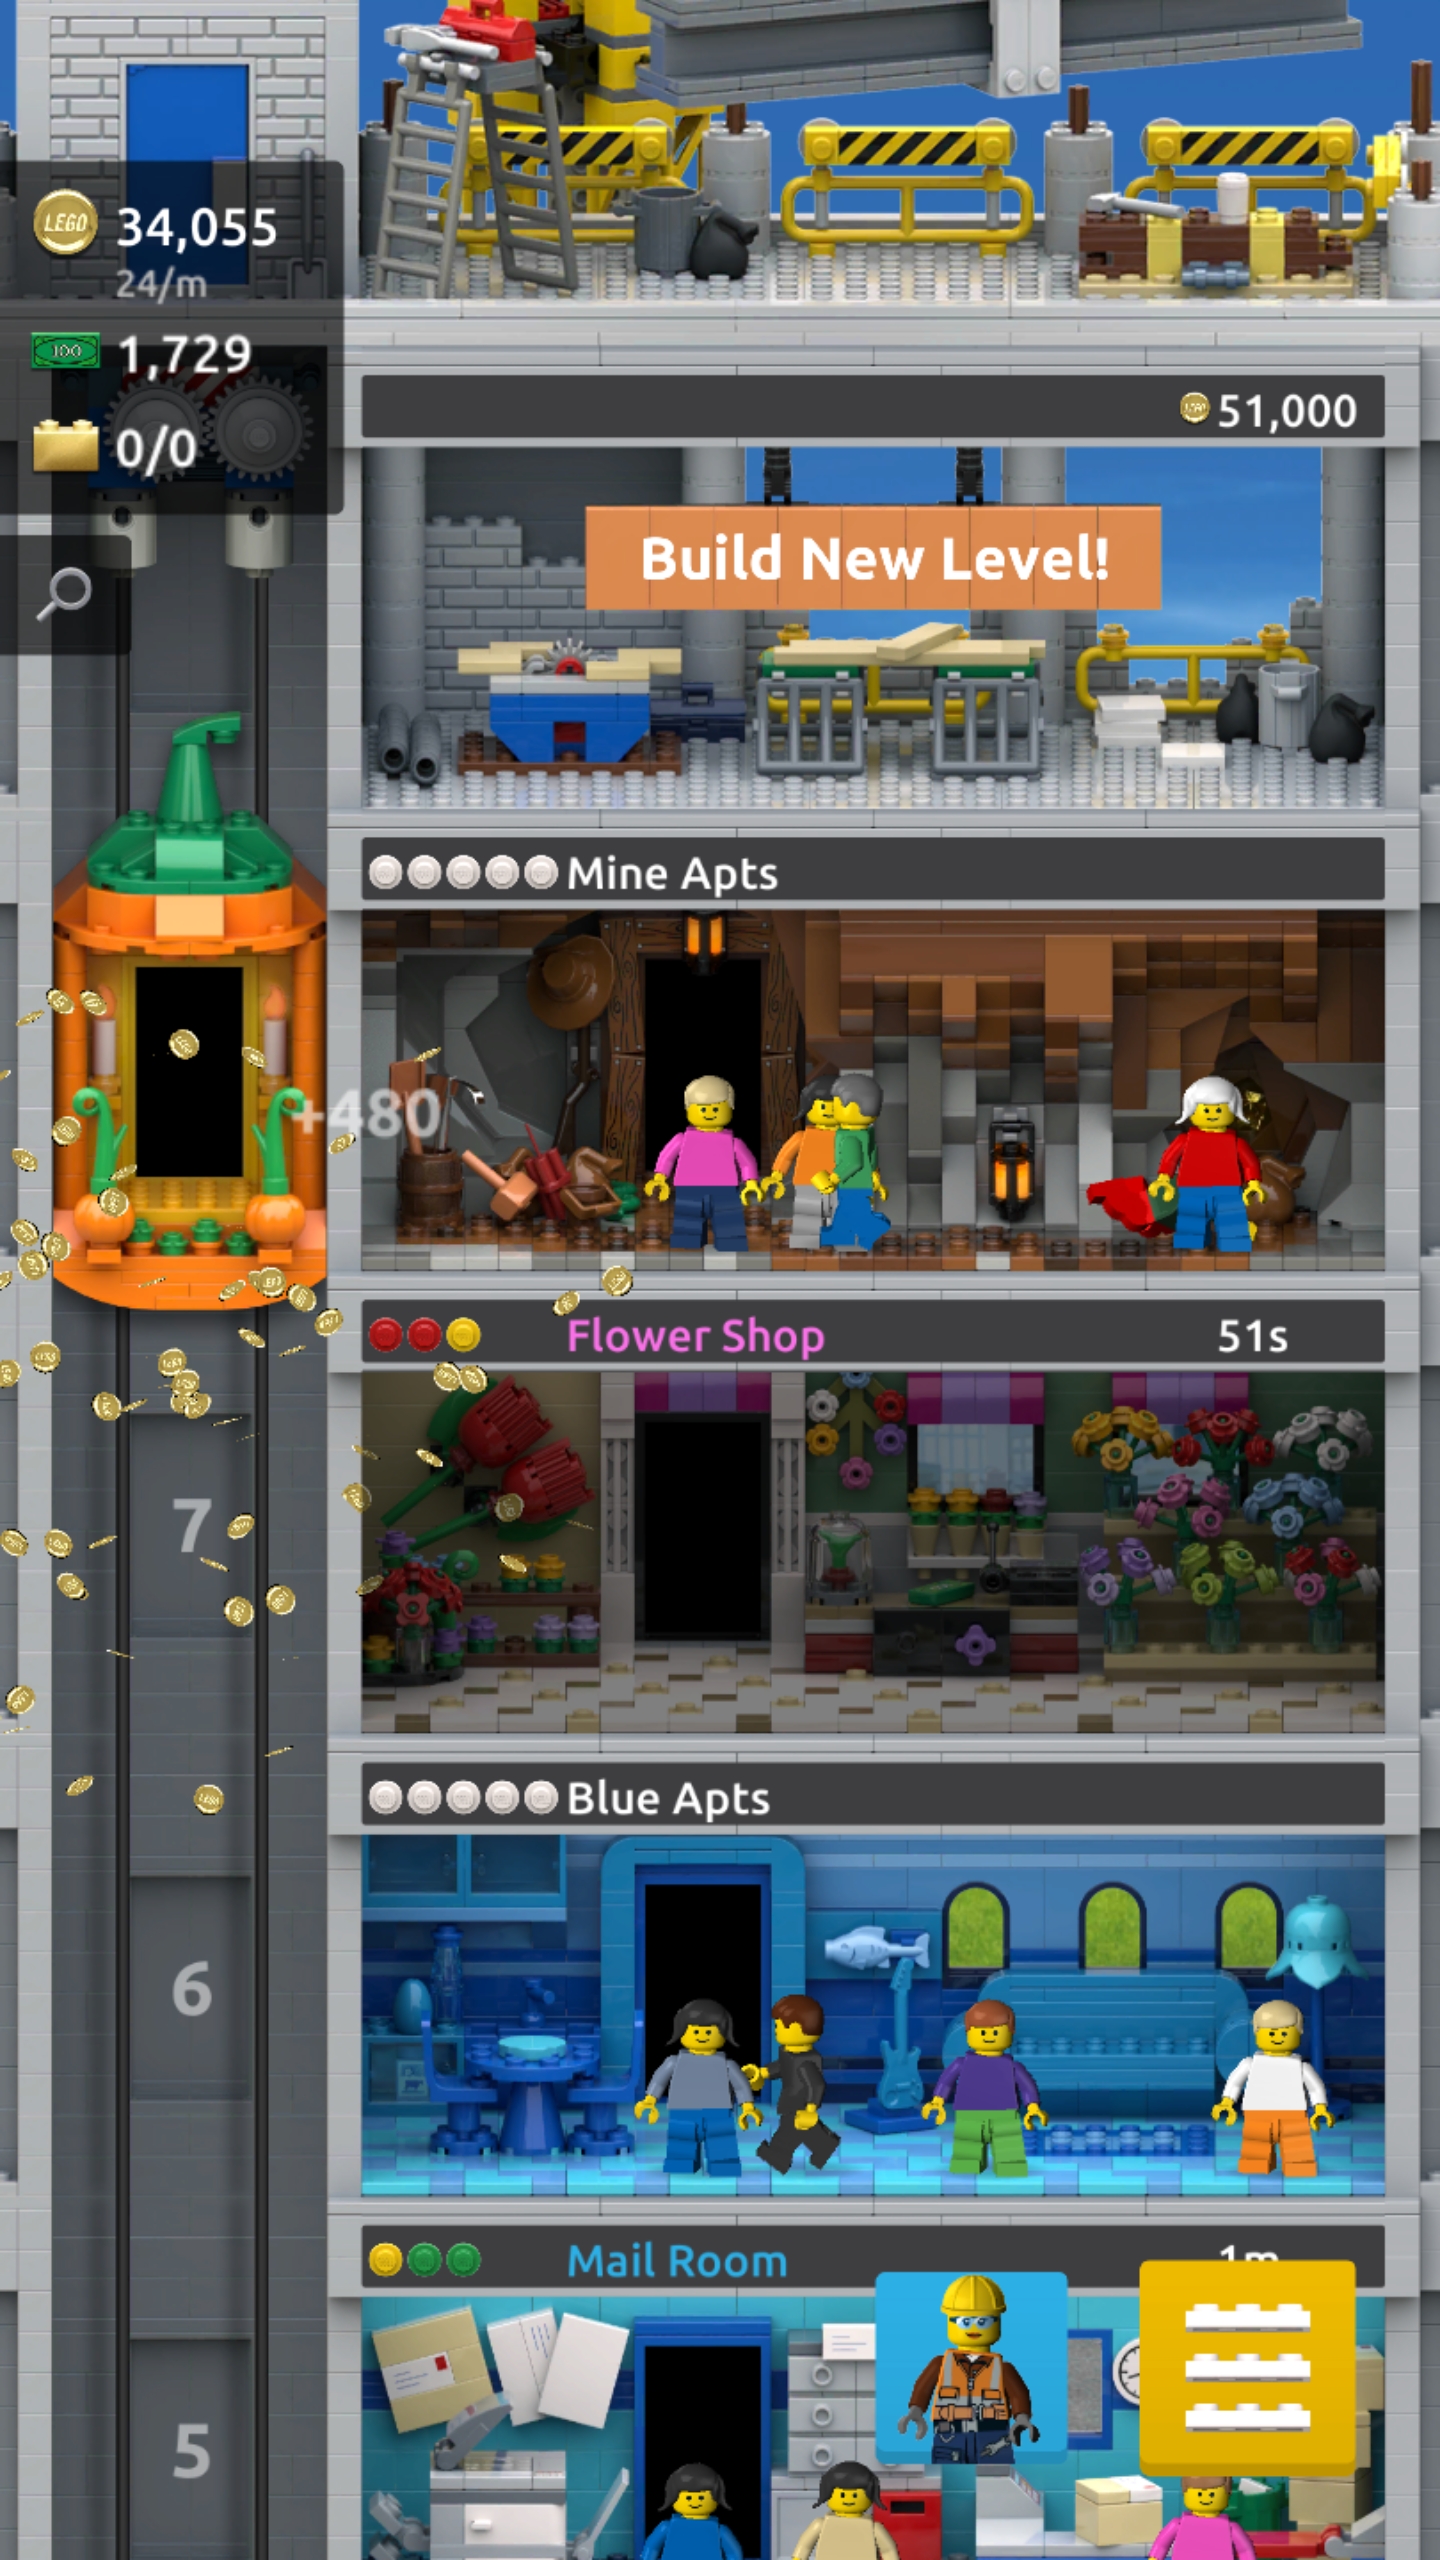 LEGO 34,055
24/m
100 1,729
0/0
51,000
Build New Level!
Mine Apts
+480
Flower Shop 51s
7
Blue Apts
6
Mail Room 1m
5